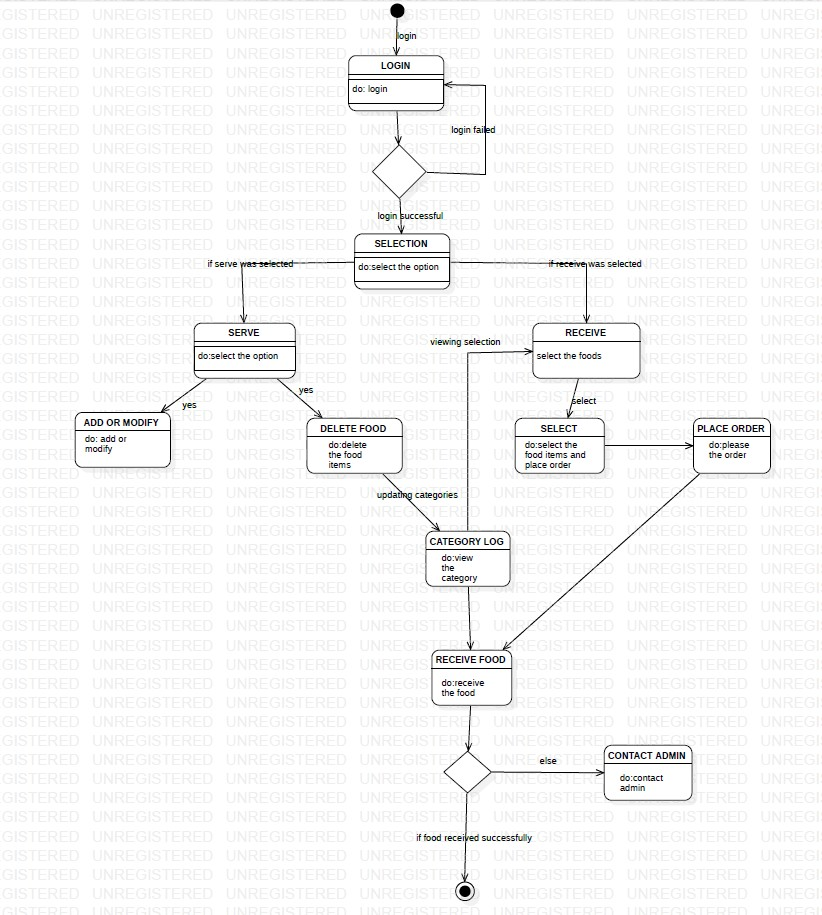 login
LOGIN
do: login
login failed
login successful
SELECTION
do:select the option
if serve was selected
if receive was selected
SERVE
do:select the option
RECEIVE
select the foods
viewing selection
yes
yes
select
ADD OR MODIFY
do: add or
modify
DELETE FOOD
do:delete
the food
items
SELECT
do:select the
food items and
place order
PLACE ORDER
do:please
the order
updating categories
CATEGORY LOG
do:view
the
category
RECEIVE FOOD
do:receive
the food
else
CONTACT ADMIN
do:contact
admin
if food received successfully
UNREGISTERED